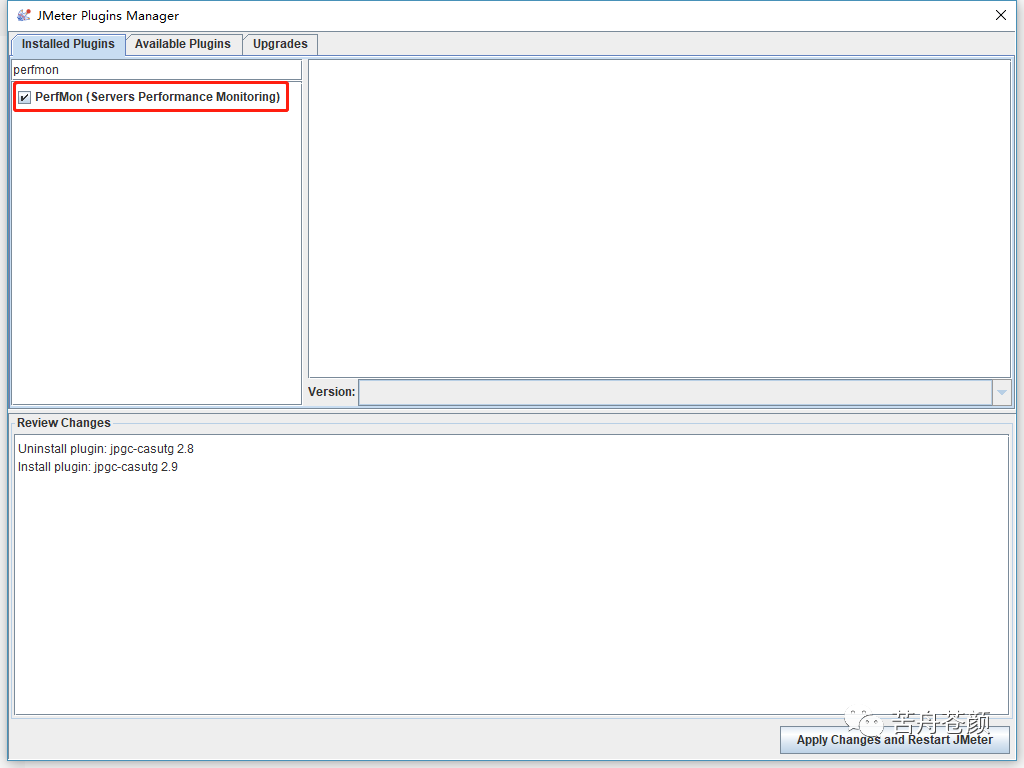 JMeter Plugins Manager
Installed Plugins
Available Plugins
Upgrades
perfmon
PerfMon (Servers Performance Monitoring)
Version:
Review Changes
Uninstall plugin: jpgc-casutg 2.8
Install plugin: jpgc-casutg 2.9
苦舟苍颜
Apply Changes and Restart JMeter